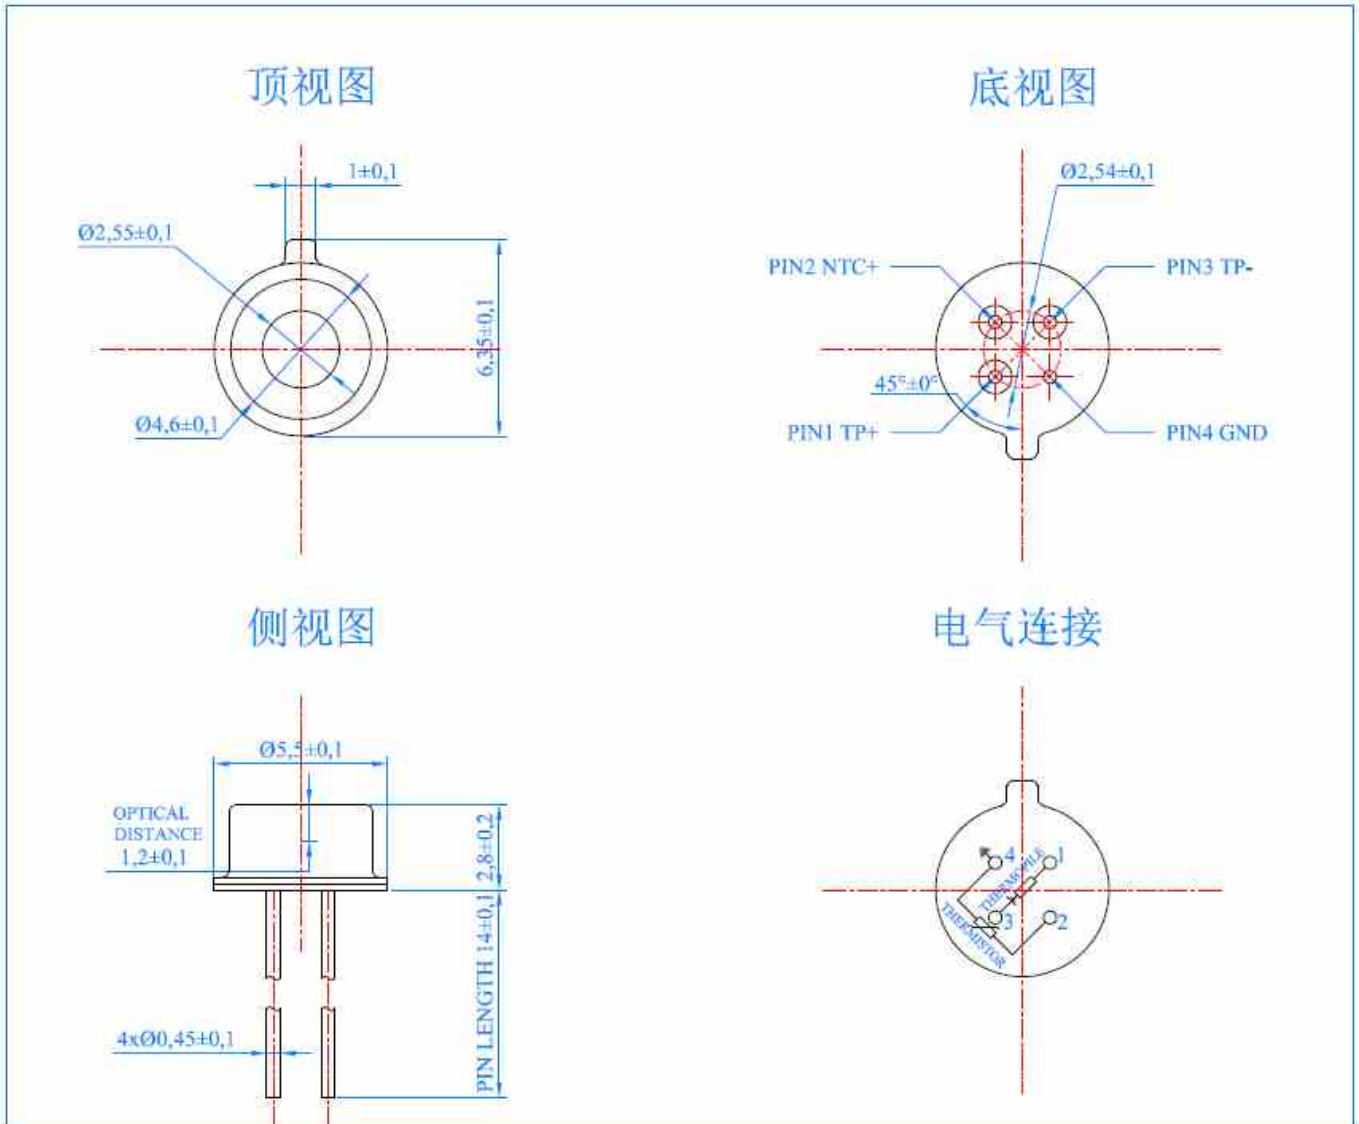 顶视图
底视图
1±0,1
Ø2,54±0,1
Ø2,55±0,1
PIN2 NTC+
PIN3 TP-
6,35±0,1
45°±0°
Ø4,6±0,1
PIN1 TP+
PIN4 GND
侧视图
电气连接
Ø5,5±0,1
OPTICAL
DISTANCE
1,2±0,1
2,8±0,2
4
1
THERMOPILE
3
2
THERMISTOR
PIN LENGTH 14±0,1
4xØ0,45±0,1